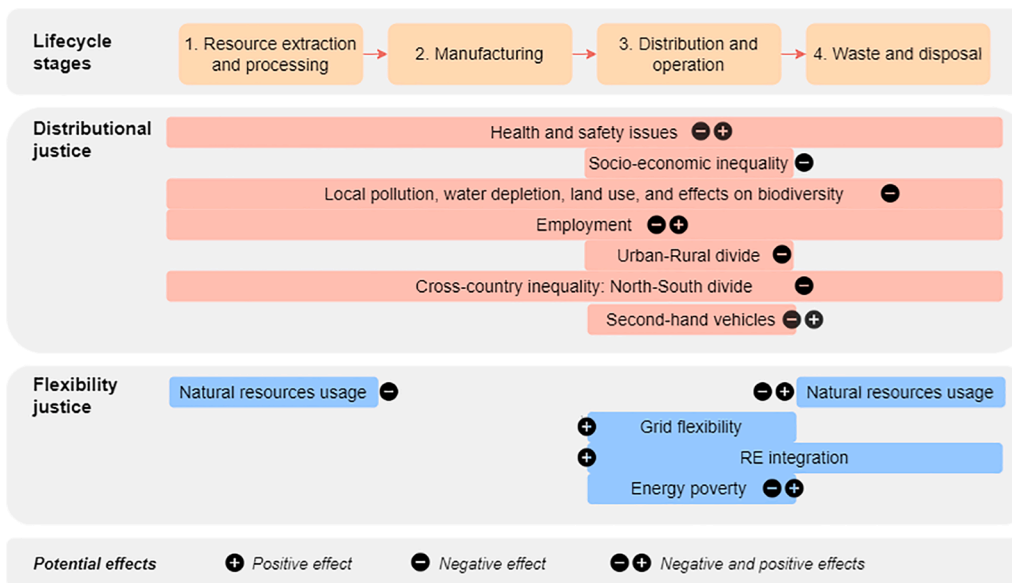 Lifecycle
stages
1. Resource extraction
and processing
2. Manufacturing
3. Distribution and
operation
4. Waste and disposal
Distributional
justice
Health and safety issues
Socio-economic inequality
Local pollution, water depletion, land use, and effects on biodiversity
Employment
Urban-Rural divide
Cross-country inequality: North-South divide
Second-hand vehicles
Flexibility
justice
Natural resources usage
Natural resources usage
Grid flexibility
RE integration
Energy poverty
Potential effects
Positive effect
Negative effect
Negative and positive effects